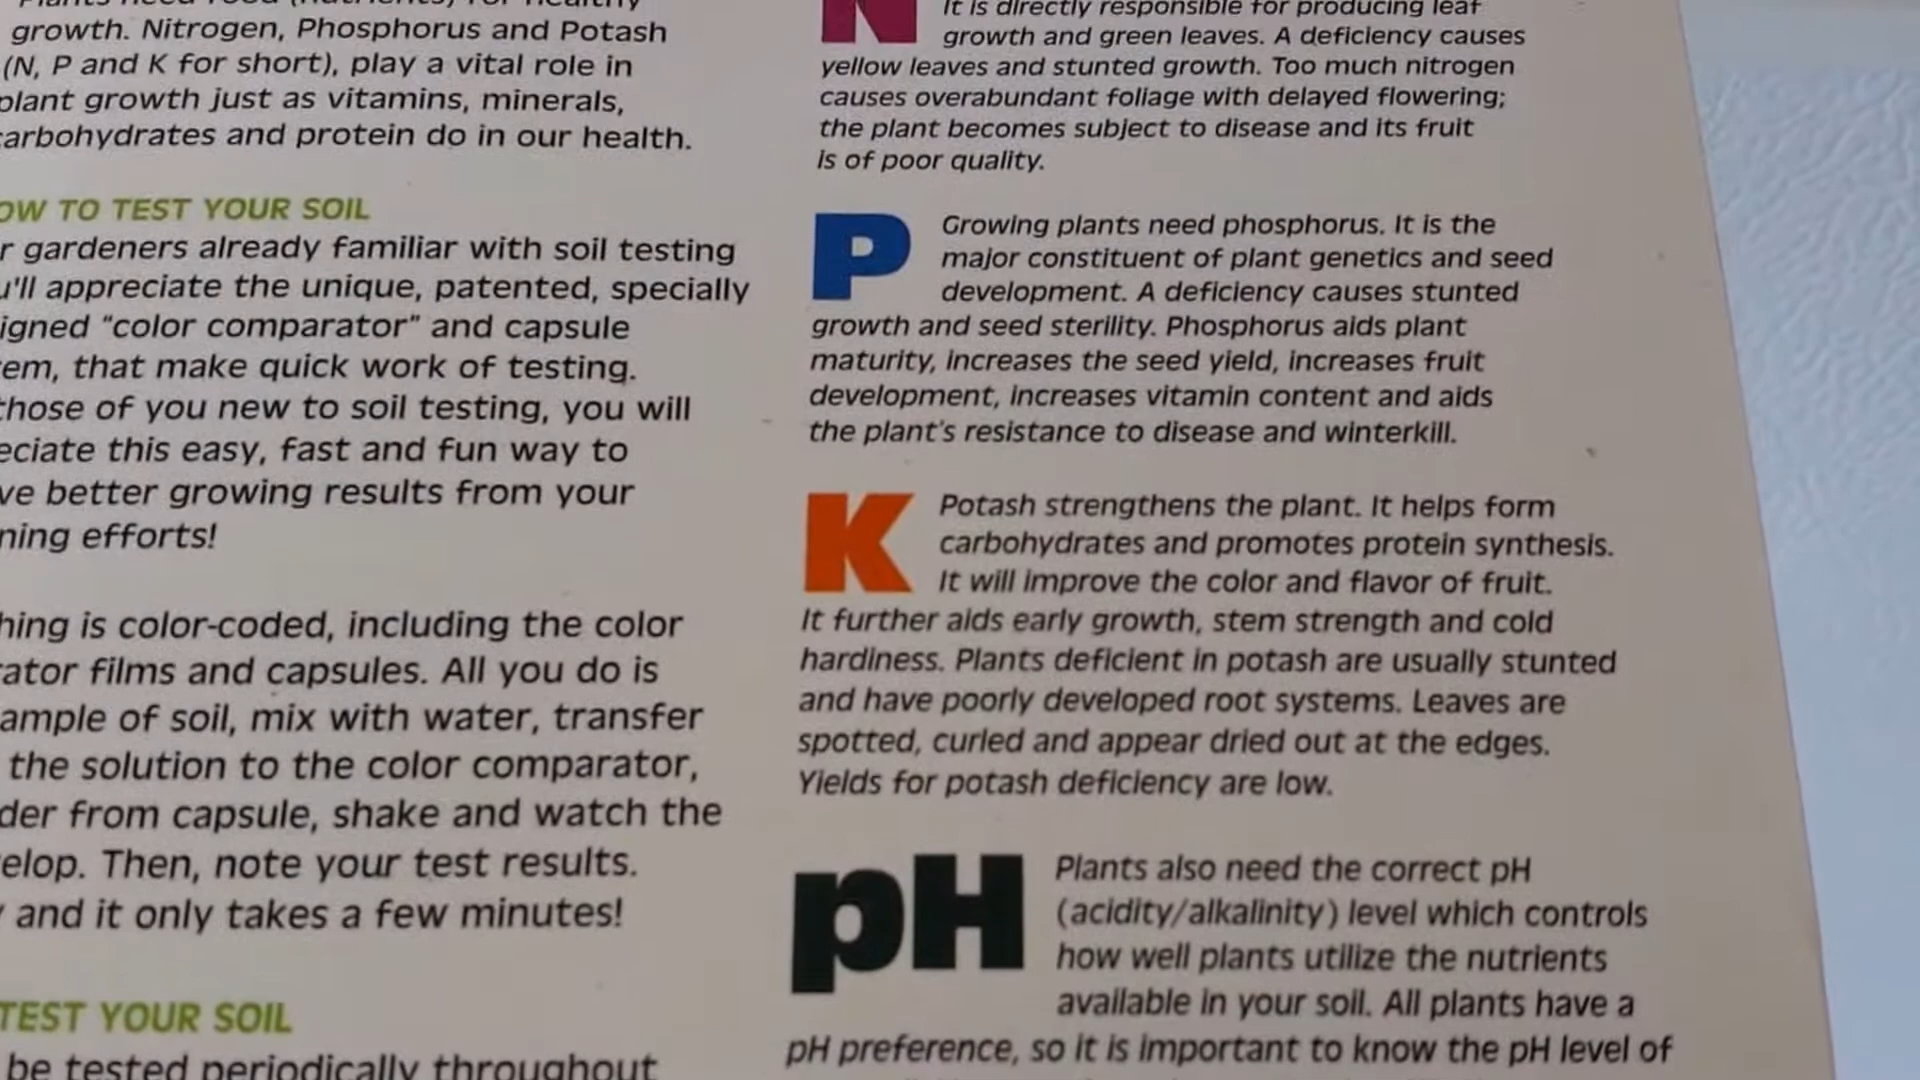 growth. Nitrogen, Phosphorus and Potash
(N, P and K for short), play a vital role in
plant growth just as vitamins, minerals,
carbohydrates and protein do in our health.
OW TO TEST YOUR SOIL
r gardeners already familiar with soil testing
u'll appreciate the unique, patented, specially
igned "color comparator" and capsule
em, that make quick work of testing.
those of you new to soil testing, you will
eciate this easy, fast and fun way to
ve better growing results from your
ning efforts!
hing is color-coded, including the color
rator films and capsules. All you do is
ample of soil, mix with water, transfer
the solution to the color comparator,
der from capsule, shake and watch the
elop. Then, note your test results.
and it only takes a few minutes!
TEST YOUR SOIL
be tested periodically throughout
N It is directly responsible for producing leaf
growth and green leaves. A deficiency causes
yellow leaves and stunted growth. Too much nitrogen
causes overabundant foliage with delayed flowering;
the plant becomes subject to disease and its fruit
is of poor quality.
P Growing plants need phosphorus. It is the
major constituent of plant genetics and seed
development. A deficiency causes stunted
growth and seed sterility. Phosphorus aids plant
maturity, increases the seed yield, increases fruit
development, increases vitamin content and aids
the plant's resistance to disease and winterkill.
K Potash strengthens the plant. It helps form
carbohydrates and promotes protein synthesis.
It will improve the color and flavor of fruit.
It further aids early growth, stem strength and cold
hardiness. Plants deficient in potash are usually stunted
and have poorly developed root systems. Leaves are
spotted, curled and appear dried out at the edges.
Yields for potash deficiency are low.
pH Plants also need the correct pH
(acidity/alkalinity) level which controls
how well plants utilize the nutrients
available in your soil. All plants have a
pH preference, so it is important to know the pH level of